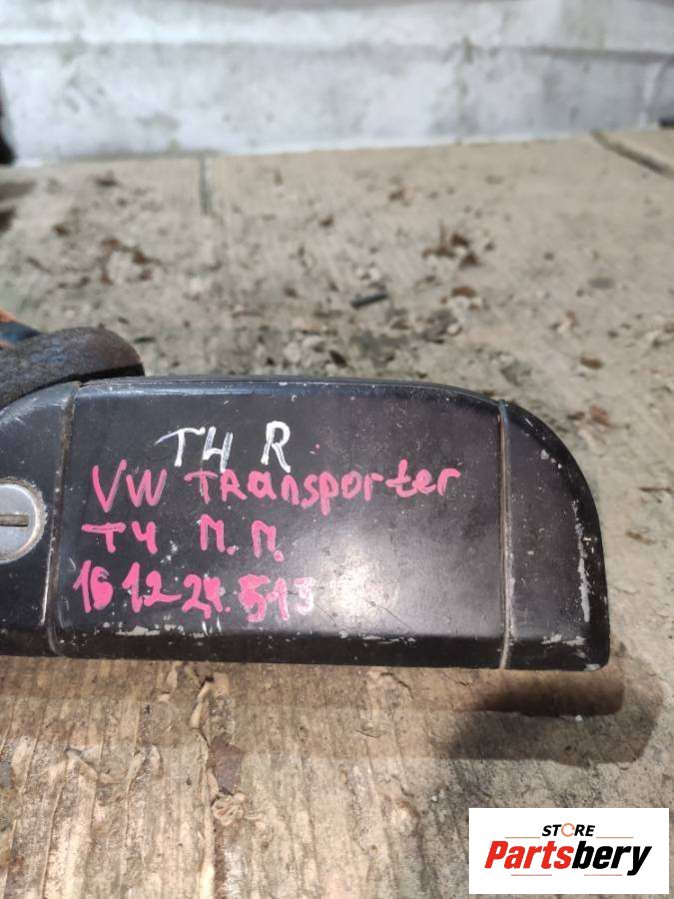 T4 R
VW Transporter
T4 П.П.
16 12 24. 513
STORE
Partsbery